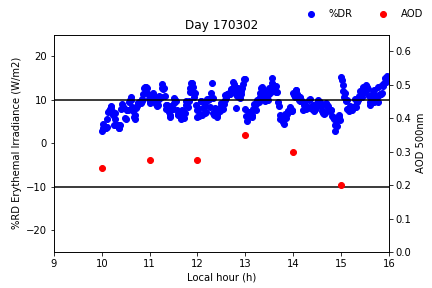 %DR AOD
Day 170302
%RD Erythemal Irradiance (W/m2)
20
10
0
−10
−20
0.6
0.5
0.4
0.3
0.2
0.1
0.0
AOD 500nm
9 10 11 12 13 14 15 16
Local hour (h)